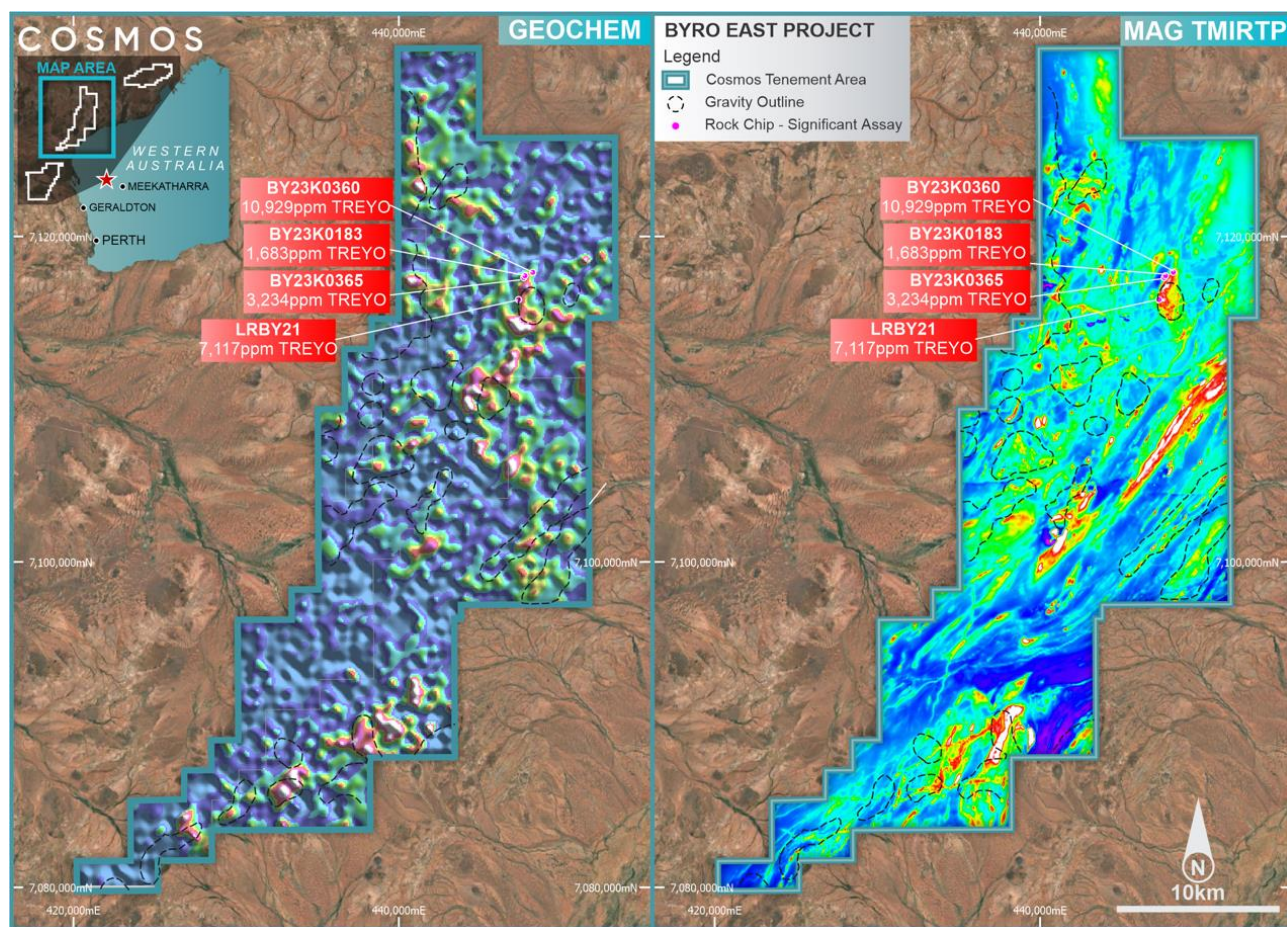 COSMOS
MAP AREA
WESTERN
AUSTRALIA
MEEKATHARRA
GERALDTON
PERTH
440,000mE
GEOCHEM
BY23K0360
10,929ppm TREYO
BY23K0183
1,683ppm TREYO
BY23K0365
3,234ppm TREYO
LRBY21
7,117ppm TREYO
7,120,000mN
7,100,000mN
7,100,000mN
7,080,000mN
7,080,000mN
420,000mE
440,000mE
BYRO EAST PROJECT
Legend
Cosmos Tenement Area
Gravity Outline
Rock Chip - Significant Assay
440,000mE
MAG TMIRTP
BY23K0360
10,929ppm TREYO
BY23K0183
1,683ppm TREYO
BY23K0365
3,234ppm TREYO
LRBY21
7,117ppm TREYO
7,120,000mN
7,100,000mN
7,080,000mN
420,000mE
440,000mE
N
10km